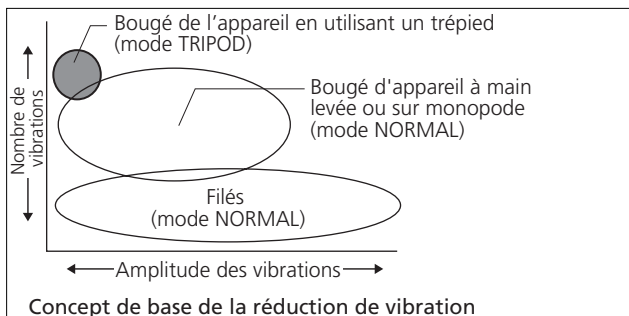 Bougé de l’appareil en utilisant un trépied
(mode TRIPOD)
Bougé d'appareil à main
levée ou sur monopode
(mode NORMAL)
Nombre de
vibrations
Filés
(mode NORMAL)
Amplitude des vibrations
Concept de base de la réduction de vibration